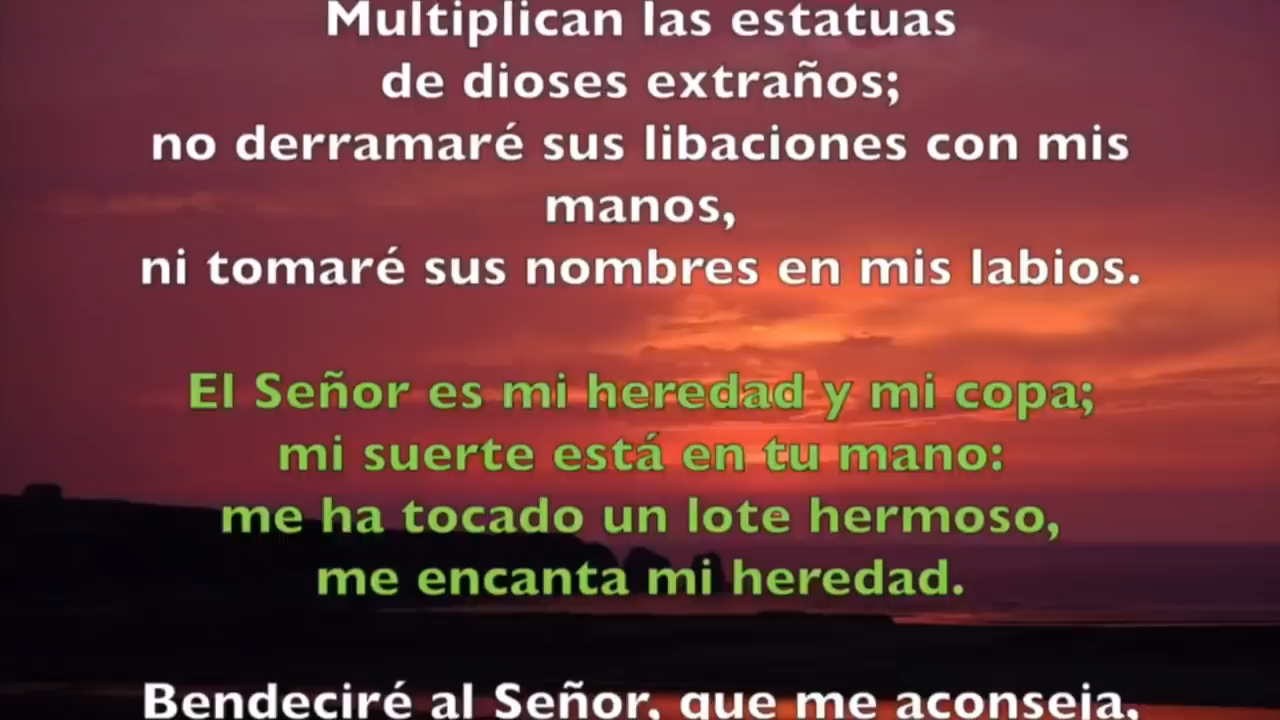 Multiplican las estatuas
de dioses extraños;
no derramaré sus libaciones con mis
manos,
ni tomaré sus nombres en mis labios.
El Señor es mi heredad y mi copa;
mi suerte está en tu mano:
me ha tocado un lote hermoso,
me encanta mi heredad.
Bendeciré al Señor, que me aconseja,